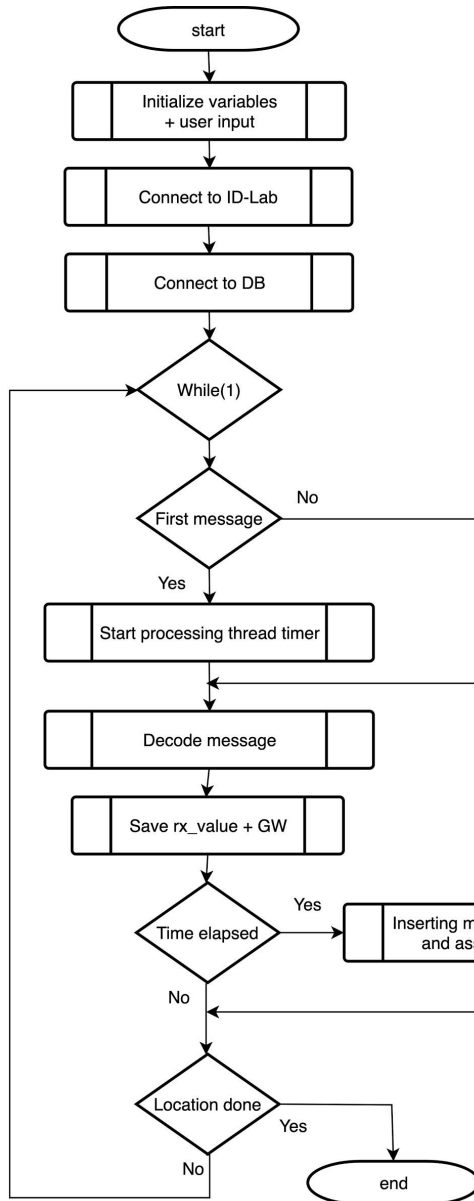 start
Initialize variables
+ user input
Connect to ID-Lab
Connect to DB
While(1)
No
First message
Yes
Start processing thread timer
Decode message
Save rx_value + GW
Yes
Time elapsed
Inserting
and
No
Location done
Yes
No
end